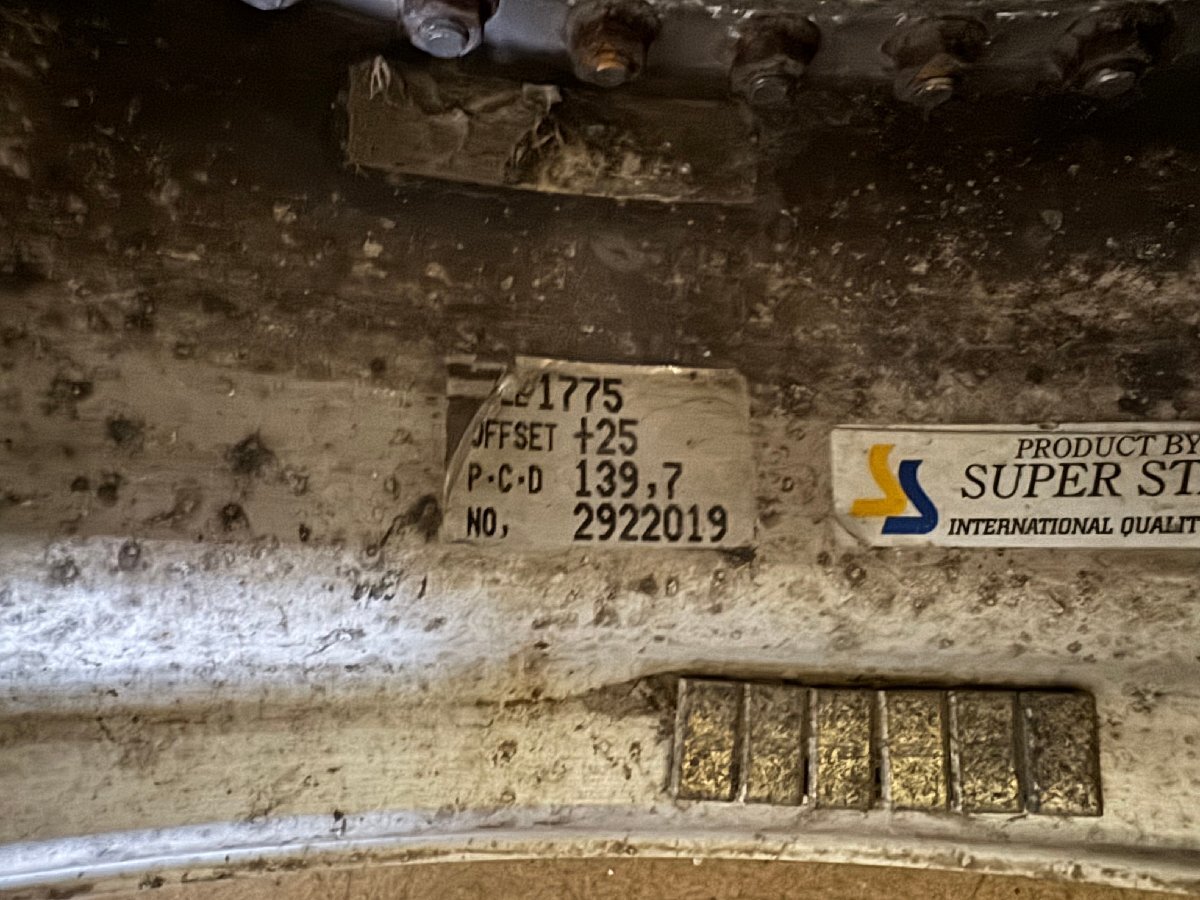 1775
OFFSET +25
P·C·D 139,7
NO, 2922019
PRODUCT BY
SUPER ST
INTERNATIONAL QUALIT